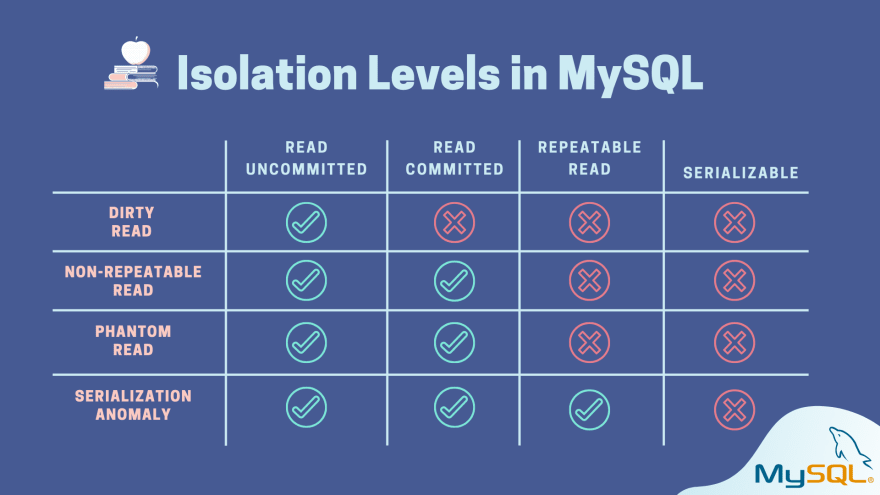 Isolation Levels in MySQL
READ
UNCOMMITTED
READ
COMMITTED
REPEATABLE
READ
SERIALIZABLE
DIRTY
READ
NON-REPEATABLE
READ
PHANTOM
READ
SERIALIZATION
ANOMALY
MySQL®